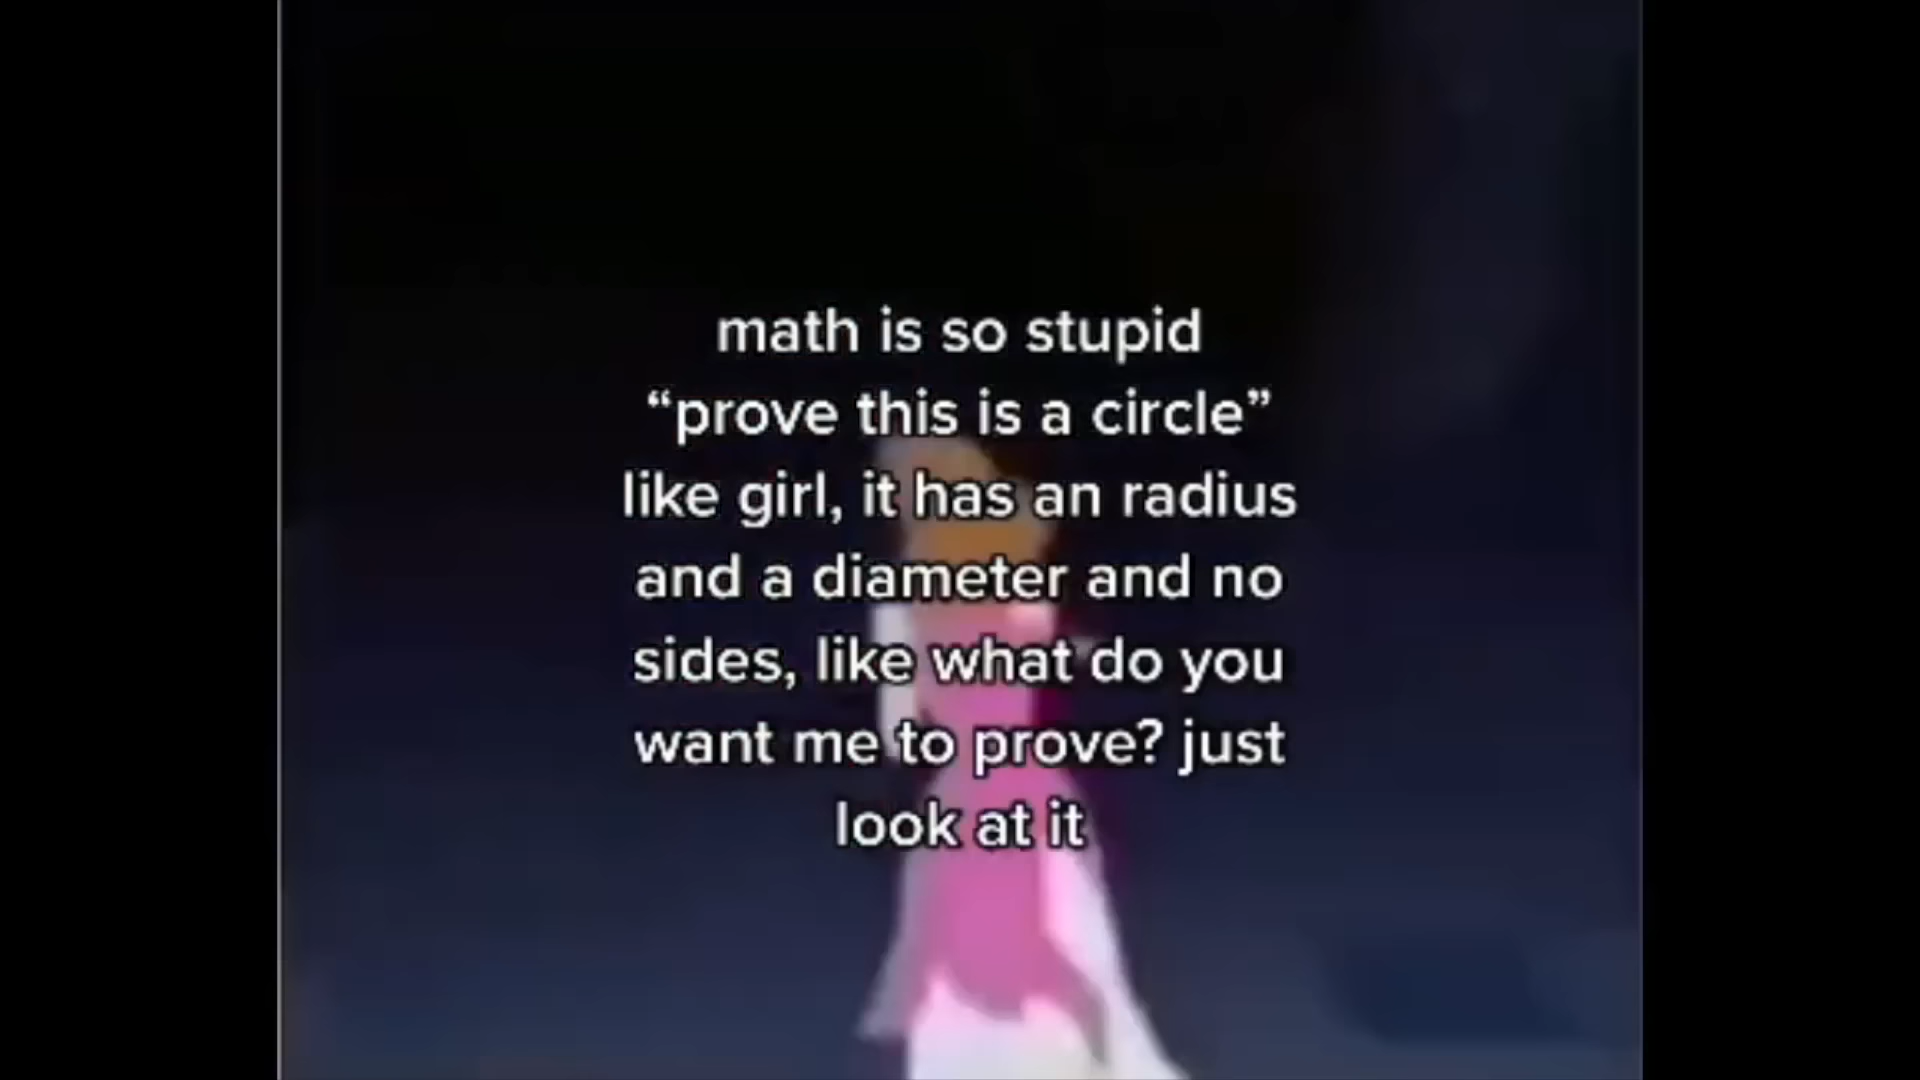 math is so stupid
“prove this is a circle”
like girl, it has an radius
and a diameter and no
sides, like what do you
want me to prove? just
look at it